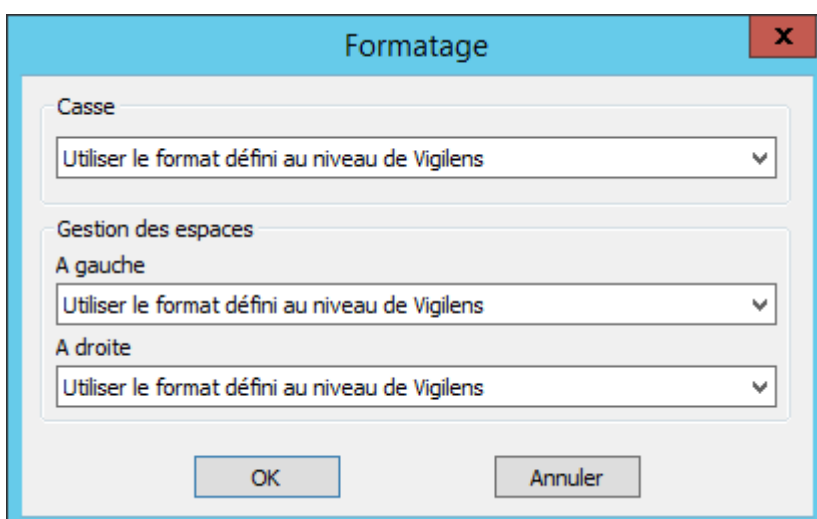 Formatage
x
Casse
Utiliser le format défini au niveau de Vigilens
Gestion des espaces
A gauche
Utiliser le format défini au niveau de Vigilens
A droite
Utiliser le format défini au niveau de Vigilens
OK Annuler